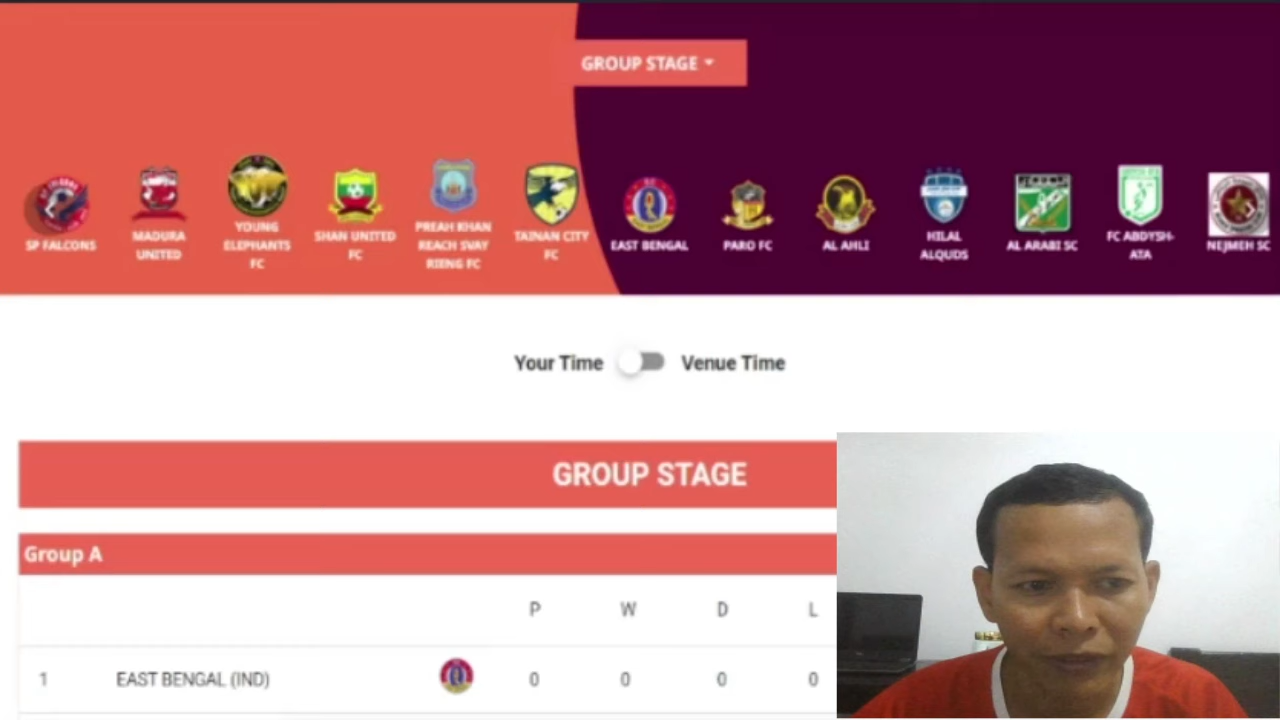 GROUP STAGE
SP FALCONS
MADURA
UNITED
YOUNG
ELEPHANTS
FC
SHAN UNITED
FC
PREAH KHAN
REACH SVAY
RIENG FC
TAINAN CITY
FC
EAST BENGAL
PARO FC
AL AHLI
HILAL
ALQUDS
AL ARABI SC
FC ABDYSH-
ATA
NEJMEH SC
Your Time Venue Time
GROUP STAGE
Group A
P W D L
1 EAST BENGAL (IND) 0 0 0 0